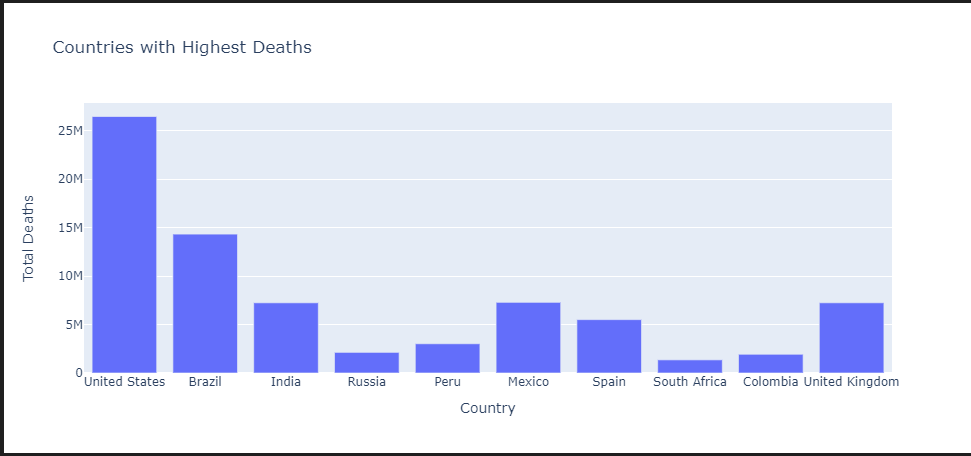 Countries with Highest Deaths
Total Deaths
25M
20M
15M
10M
5M
0
United States Brazil India Russia Peru Mexico Spain South Africa Colombia United Kingdom
Country